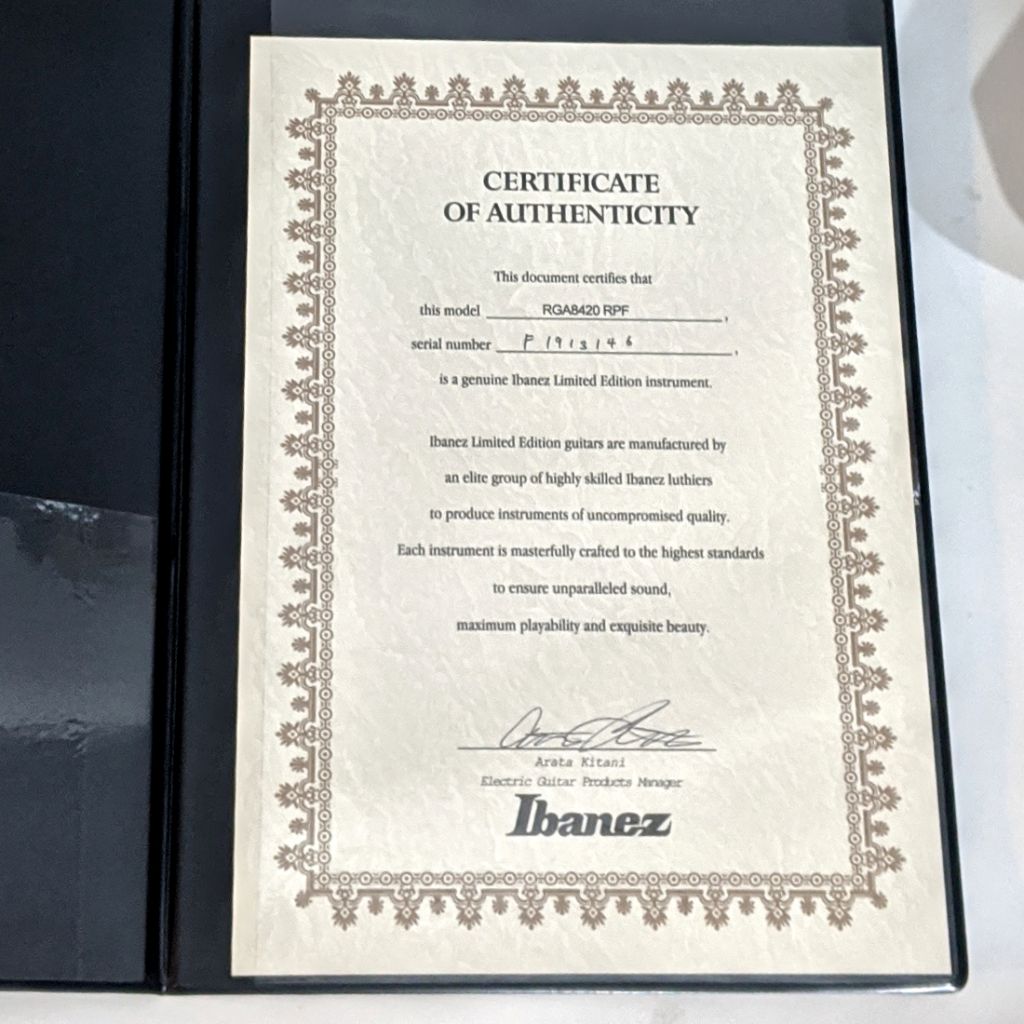 CERTIFICATE
OF AUTHENTICITY
This document certifies that
this model RGA8420 RPF,
serial number F1913146,
is a genuine Ibanez Limited Edition instrument.
Ibanez Limited Edition guitars are manufactured by
an elite group of highly skilled Ibanez luthiers
to produce instruments of uncompromised quality.
Each instrument is masterfully crafted to the highest standards
to ensure unparalleled sound,
maximum playability and exquisite beauty.
Arata Kitani
Electric Guitar Products Manager
Ibanez